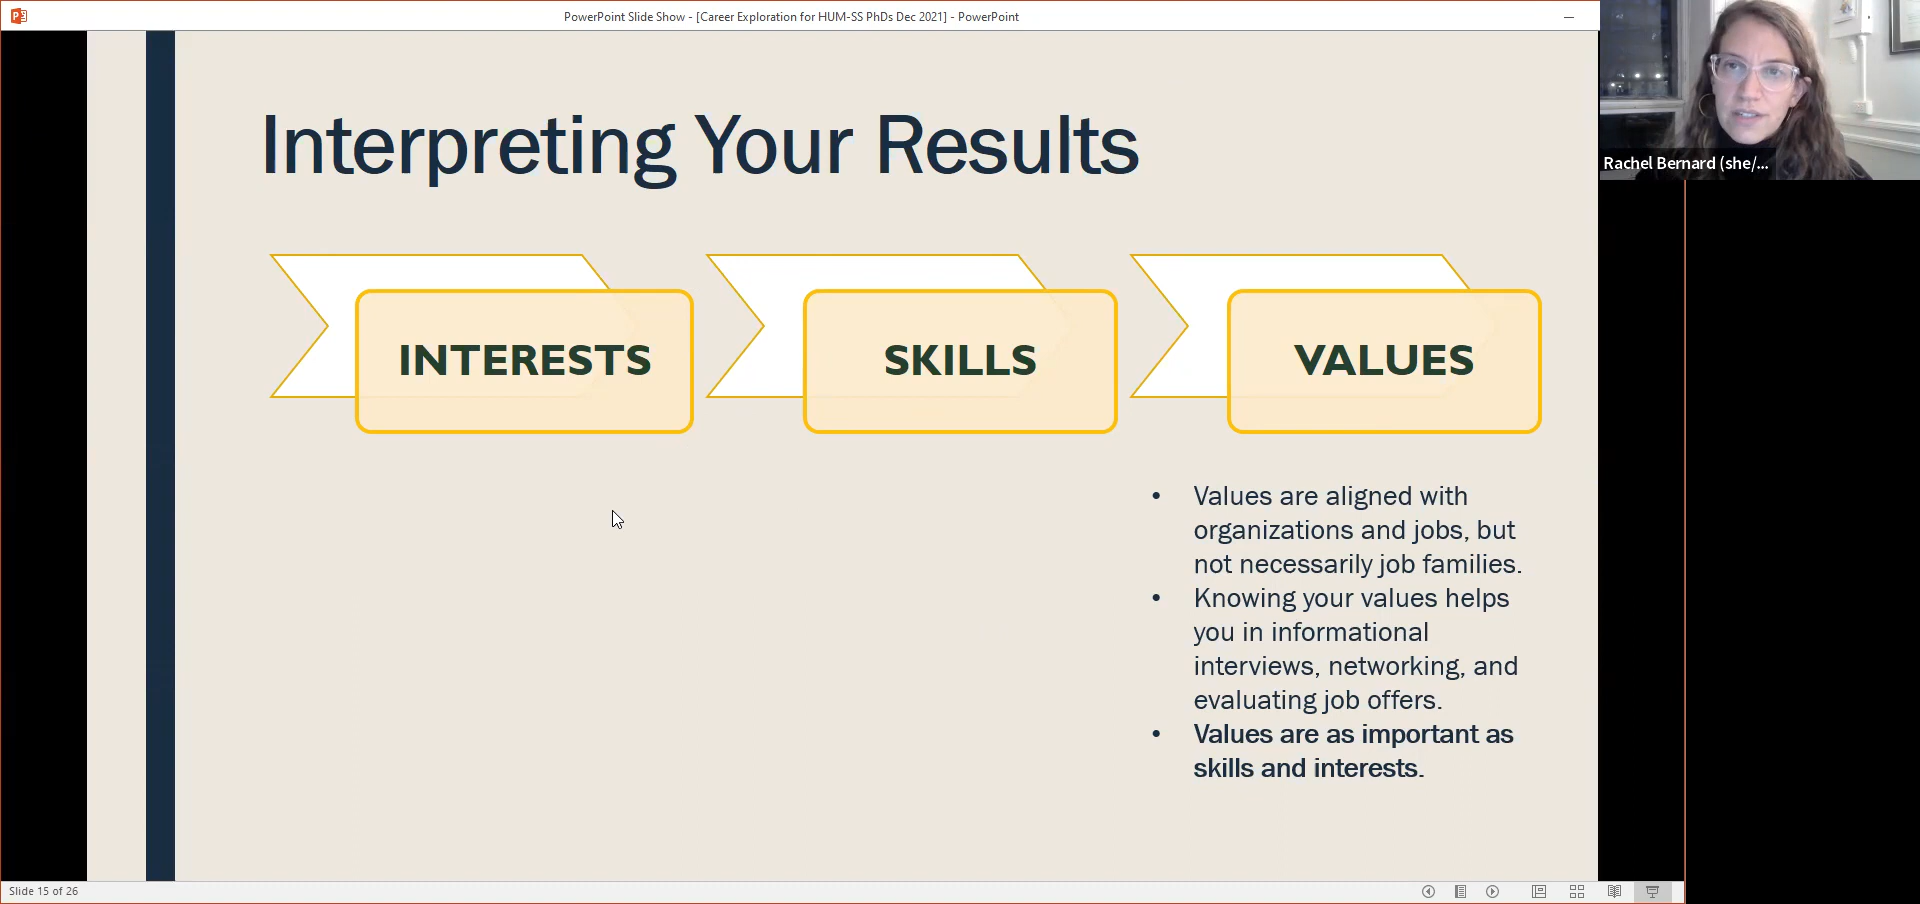 PowerPoint Slide Show - [Career Exploration for HUM-SS PhDs Dec 2021] - PowerPoint
Rachel Bernard (she/...
Interpreting Your Results
INTERESTS
SKILLS
VALUES
• Values are aligned with
organizations and jobs, but
not necessarily job families.
• Knowing your values helps
you in informational
interviews, networking, and
evaluating job offers.
• Values are as important as
skills and interests.
Slide 15 of 26